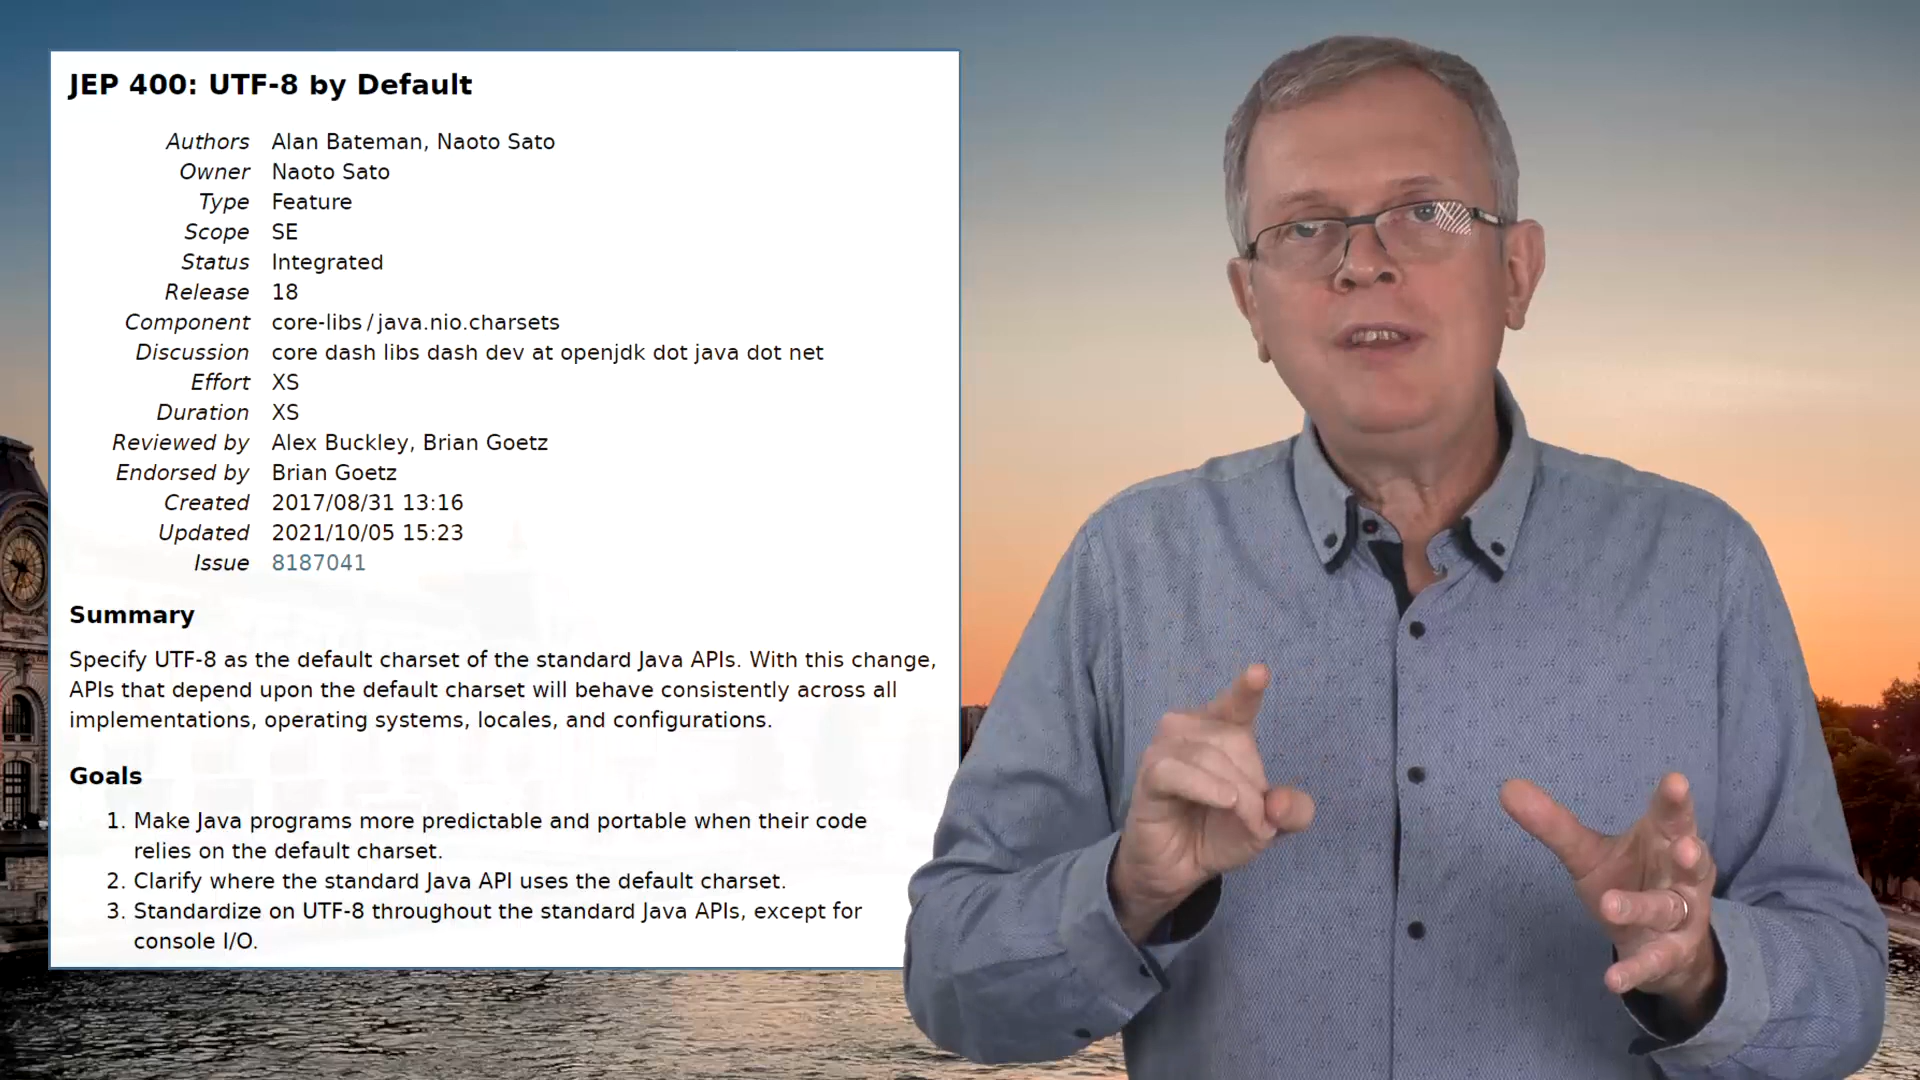 JEP 400: UTF-8 by Default
Authors Alan Bateman, Naoto Sato
Owner Naoto Sato
Type Feature
Scope SE
Status Integrated
Release 18
Component core-libs / java.nio.charsets
Discussion core dash libs dash dev at openjdk dot java dot net
Effort XS
Duration XS
Reviewed by Alex Buckley, Brian Goetz
Endorsed by Brian Goetz
Created 2017/08/31 13:16
Updated 2021/10/05 15:23
Issue 8187041
Summary
Specify UTF-8 as the default charset of the standard Java APIs. With this change,
APIs that depend upon the default charset will behave consistently across all
implementations, operating systems, locales, and configurations.
Goals
1. Make Java programs more predictable and portable when their code
relies on the default charset.
2. Clarify where the standard Java API uses the default charset.
3. Standardize on UTF-8 throughout the standard Java APIs, except for
console I/O.